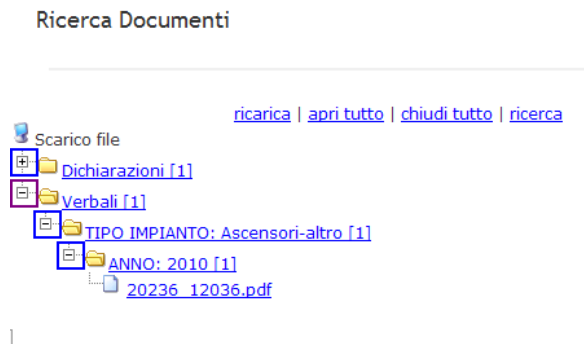 Ricerca Documenti
ricarica | apri tutto | chiudi tutto | ricerca
Scarico file
Dichiarazioni [1]
Verbali [1]
TIPO IMPIANTO: Ascensori-altro [1]
ANNO: 2010 [1]
20236_12036.pdf